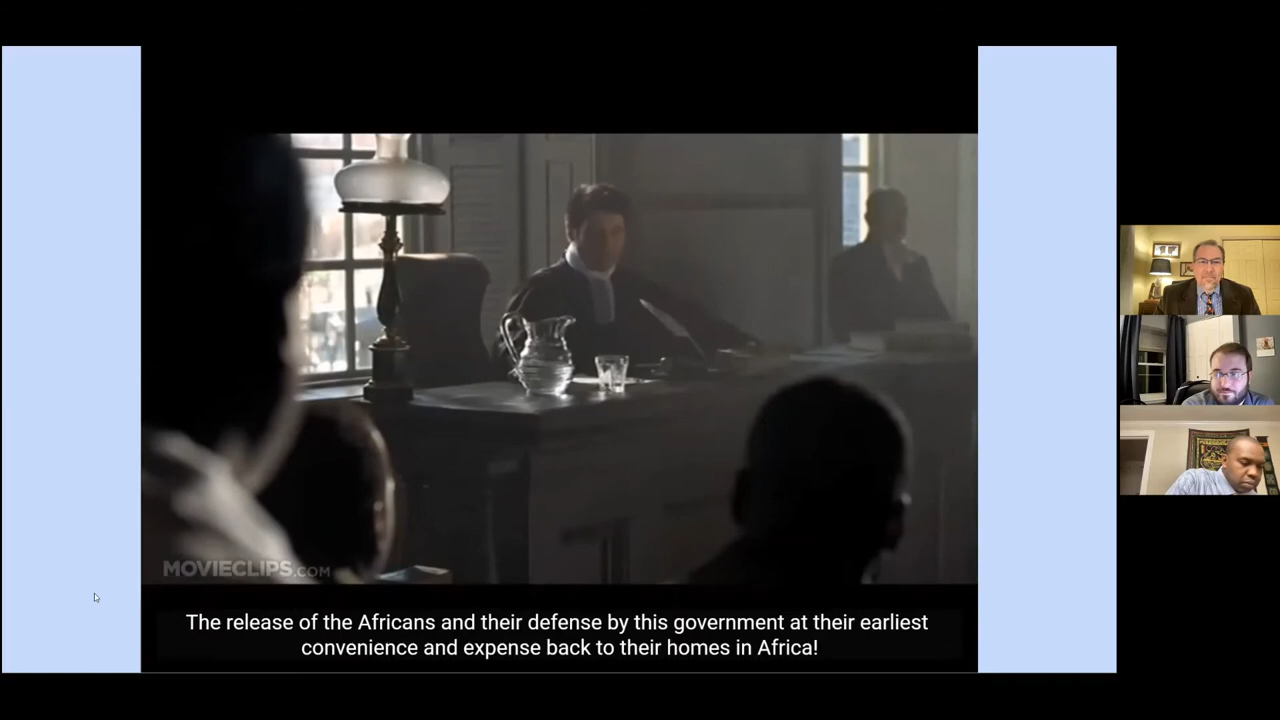 MOVIECLIPS.COM
The release of the Africans and their defense by this government at their earliest
convenience and expense back to their homes in Africa!